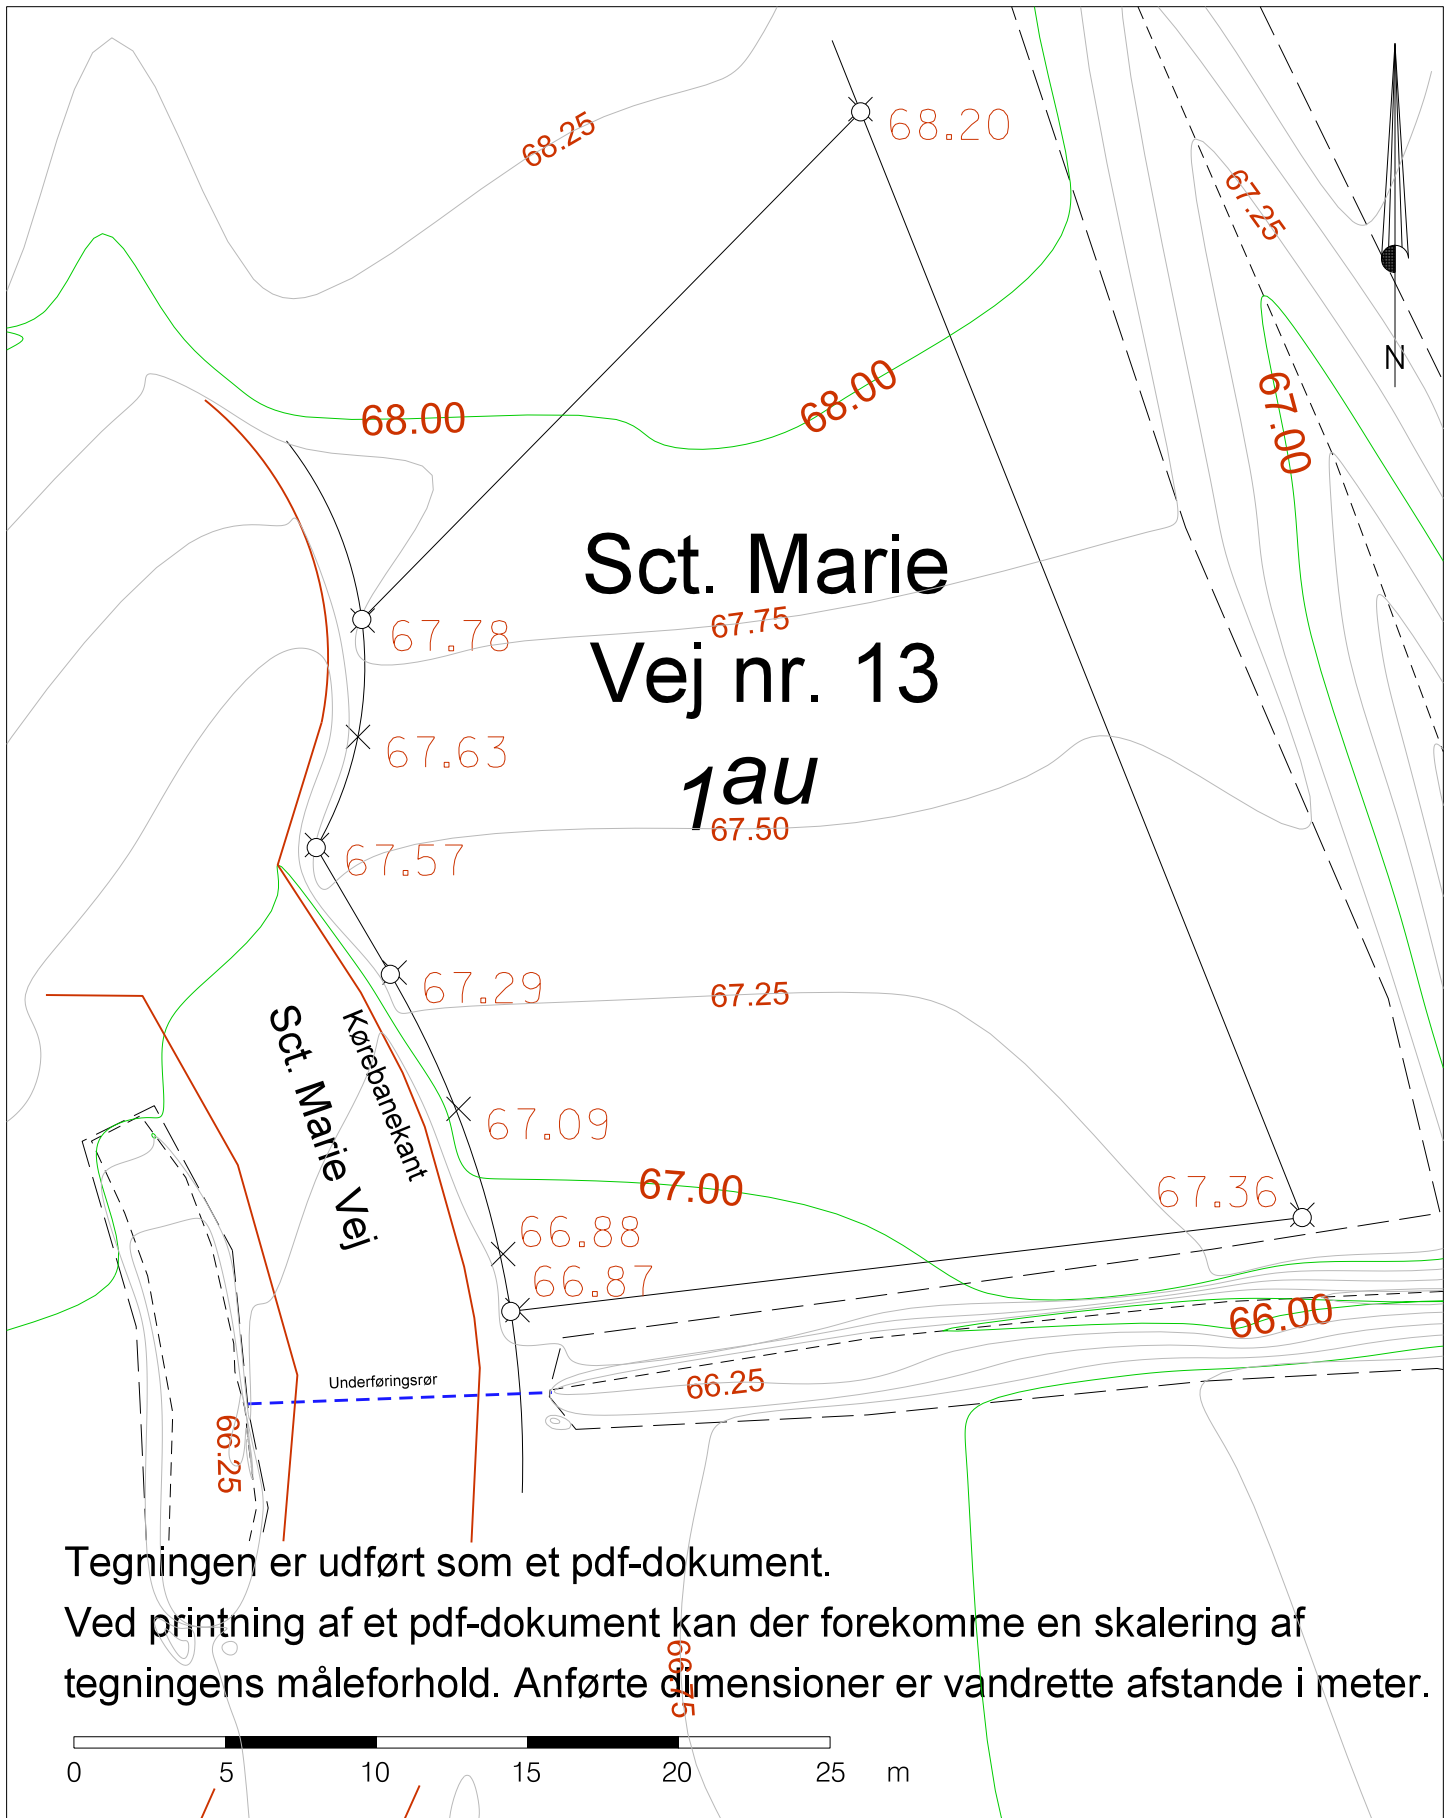 68.25
68.20
67.25
N
68.00
68.00
67.00
Sct. Marie
Vej nr. 13
1au
67.78
67.75
67.63
67.57
67.50
67.29
67.25
Sct. Marie Vej
Kørebanekant
67.09
67.00
67.36
66.88
66.87
66.00
Underføringsrør
66.25
66.25
Tegningen er udført som et pdf-dokument.
Ved printning af et pdf-dokument kan der forekomme en skalering af
tegningens måleforhold. Anførte dimensioner er vandrette afstande i meter.
66.75
0 5 10 15 20 25 m